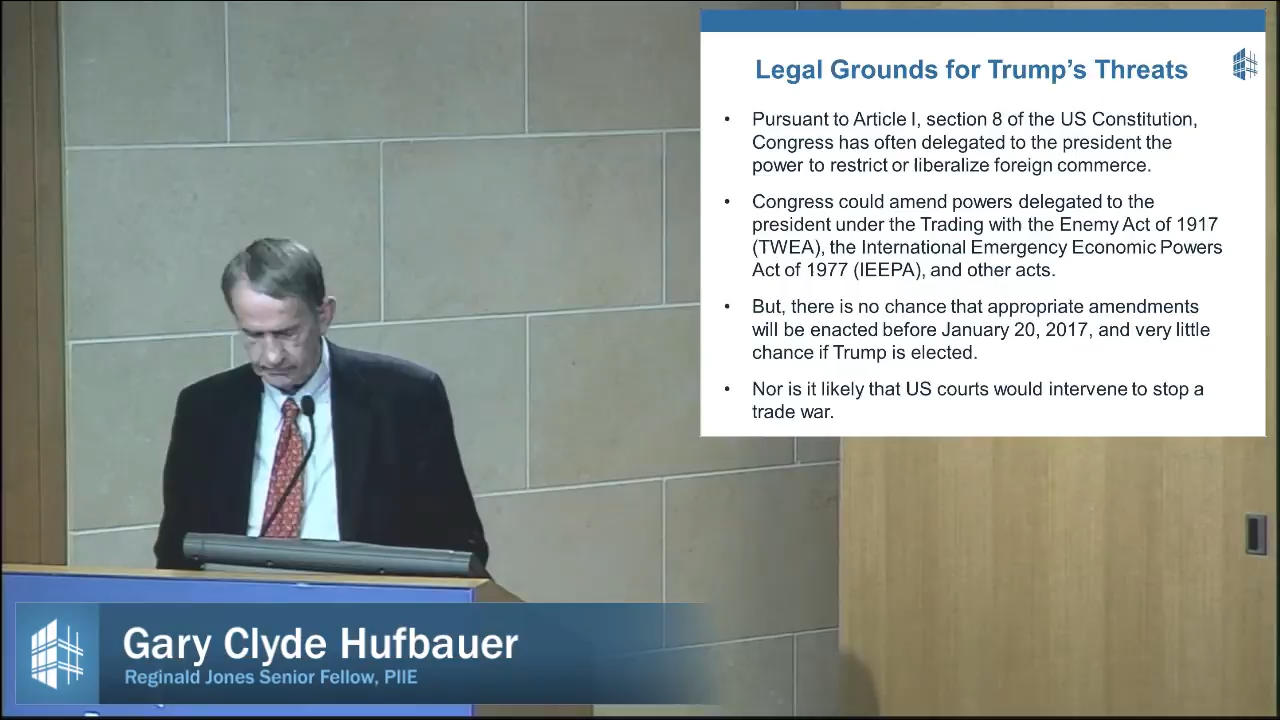 Legal Grounds for Trump's Threats
• Pursuant to Article I, section 8 of the US Constitution,
Congress has often delegated to the president the
power to restrict or liberalize foreign commerce.
• Congress could amend powers delegated to the
president under the Trading with the Enemy Act of 1917
(TWEA), the International Emergency Economic Powers
Act of 1977 (IEEPA), and other acts.
• But, there is no chance that appropriate amendments
will be enacted before January 20, 2017, and very little
chance if Trump is elected.
• Nor is it likely that US courts would intervene to stop a
trade war.
Gary Clyde Hufbauer
Reginald Jones Senior Fellow, PIIE